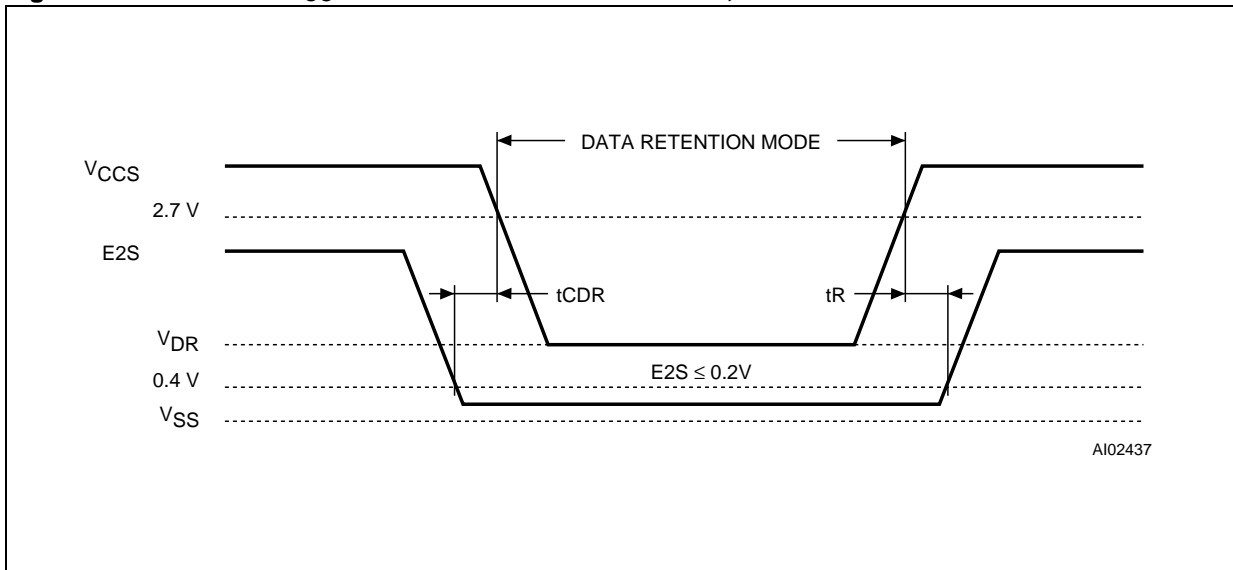 DATA RETENTION MODE
VCCS
2.7 V
E2S
tCDR
tR
VDR
0.4 V
E2S ≤ 0.2V
VSS
AI02437